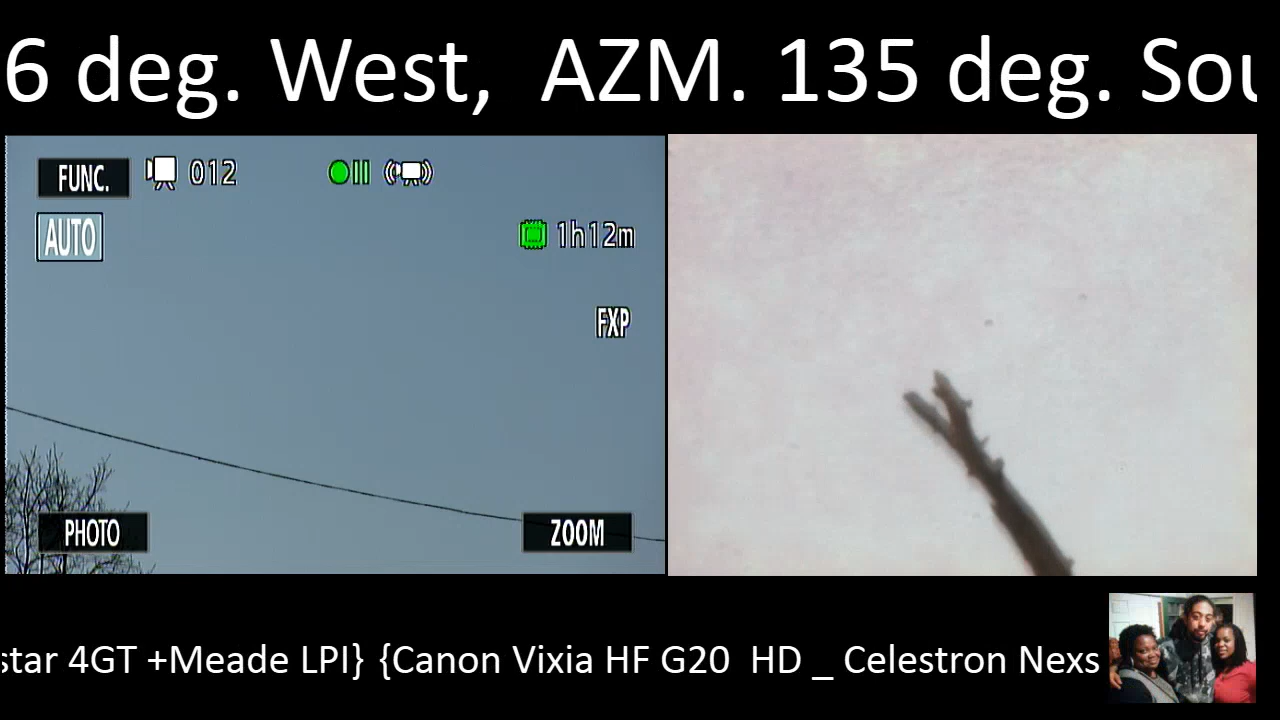 6 deg. West, AZM. 135 deg. Sou
FUNC. 012
AUTO
1h12m
FXP
PHOTO ZOOM
star 4GT +Meade LPI} {Canon Vixia HF G20 HD _ Celestron Nexs